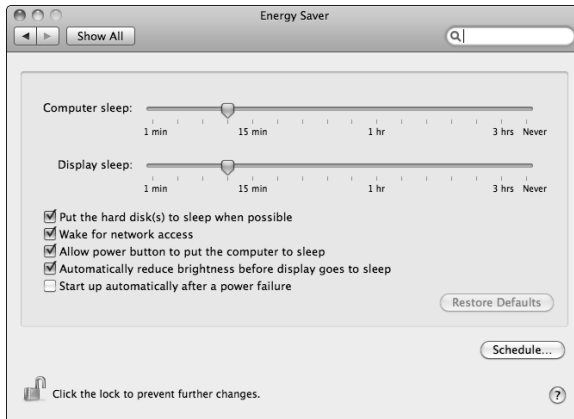 Energy Saver
Show All
Computer sleep:
1 min 15 min 1 hr 3 hrs Never
Display sleep:
1 min 15 min 1 hr 3 hrs Never
Put the hard disk(s) to sleep when possible
Wake for network access
Allow power button to put the computer to sleep
Automatically reduce brightness before display goes to sleep
Start up automatically after a power failure
Restore Defaults
Schedule...
Click the lock to prevent further changes.
?